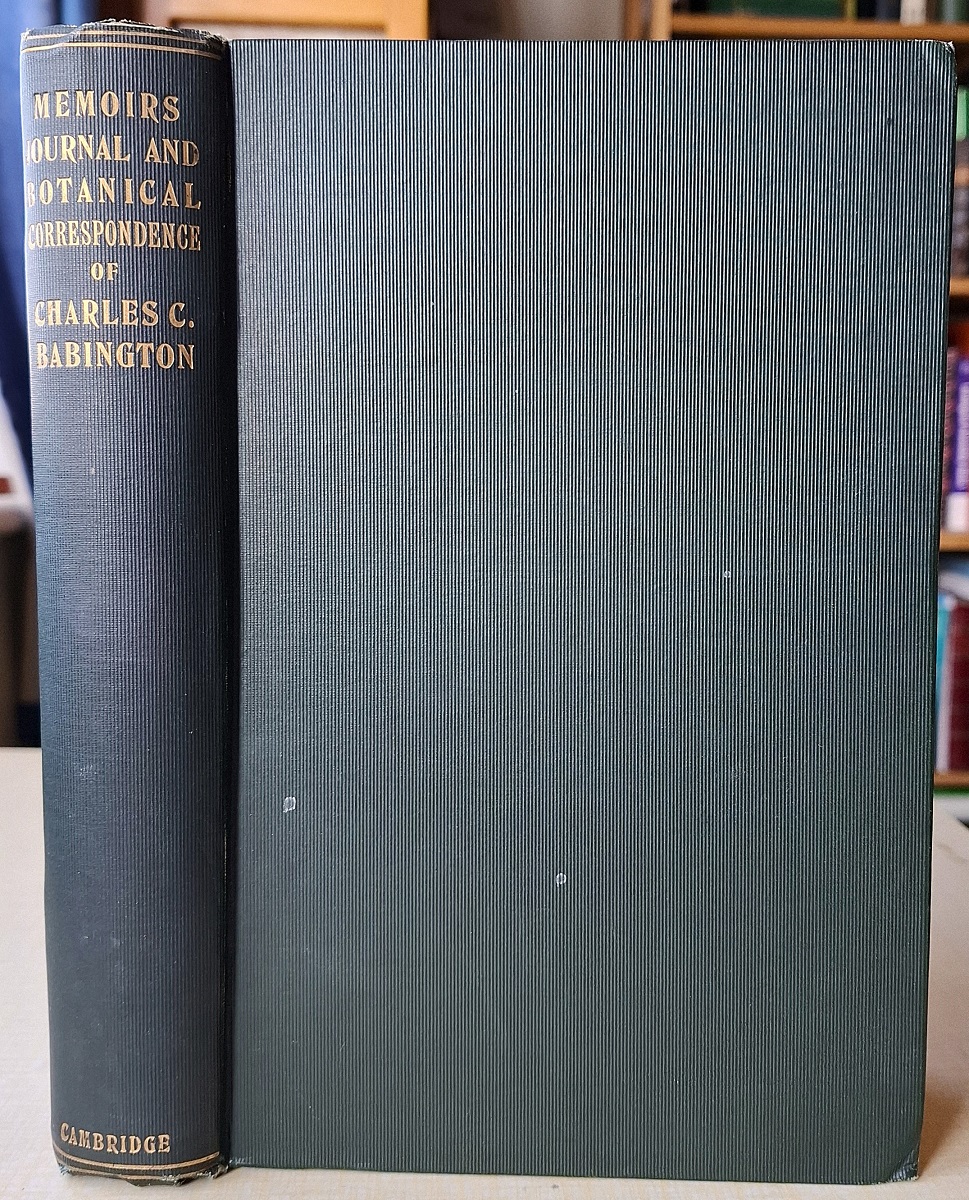 MEMOIRS
JOURNAL AND
BOTANICAL
CORRESPONDENCE
OF
CHARLES C.
BABINGTON
CAMBRIDGE